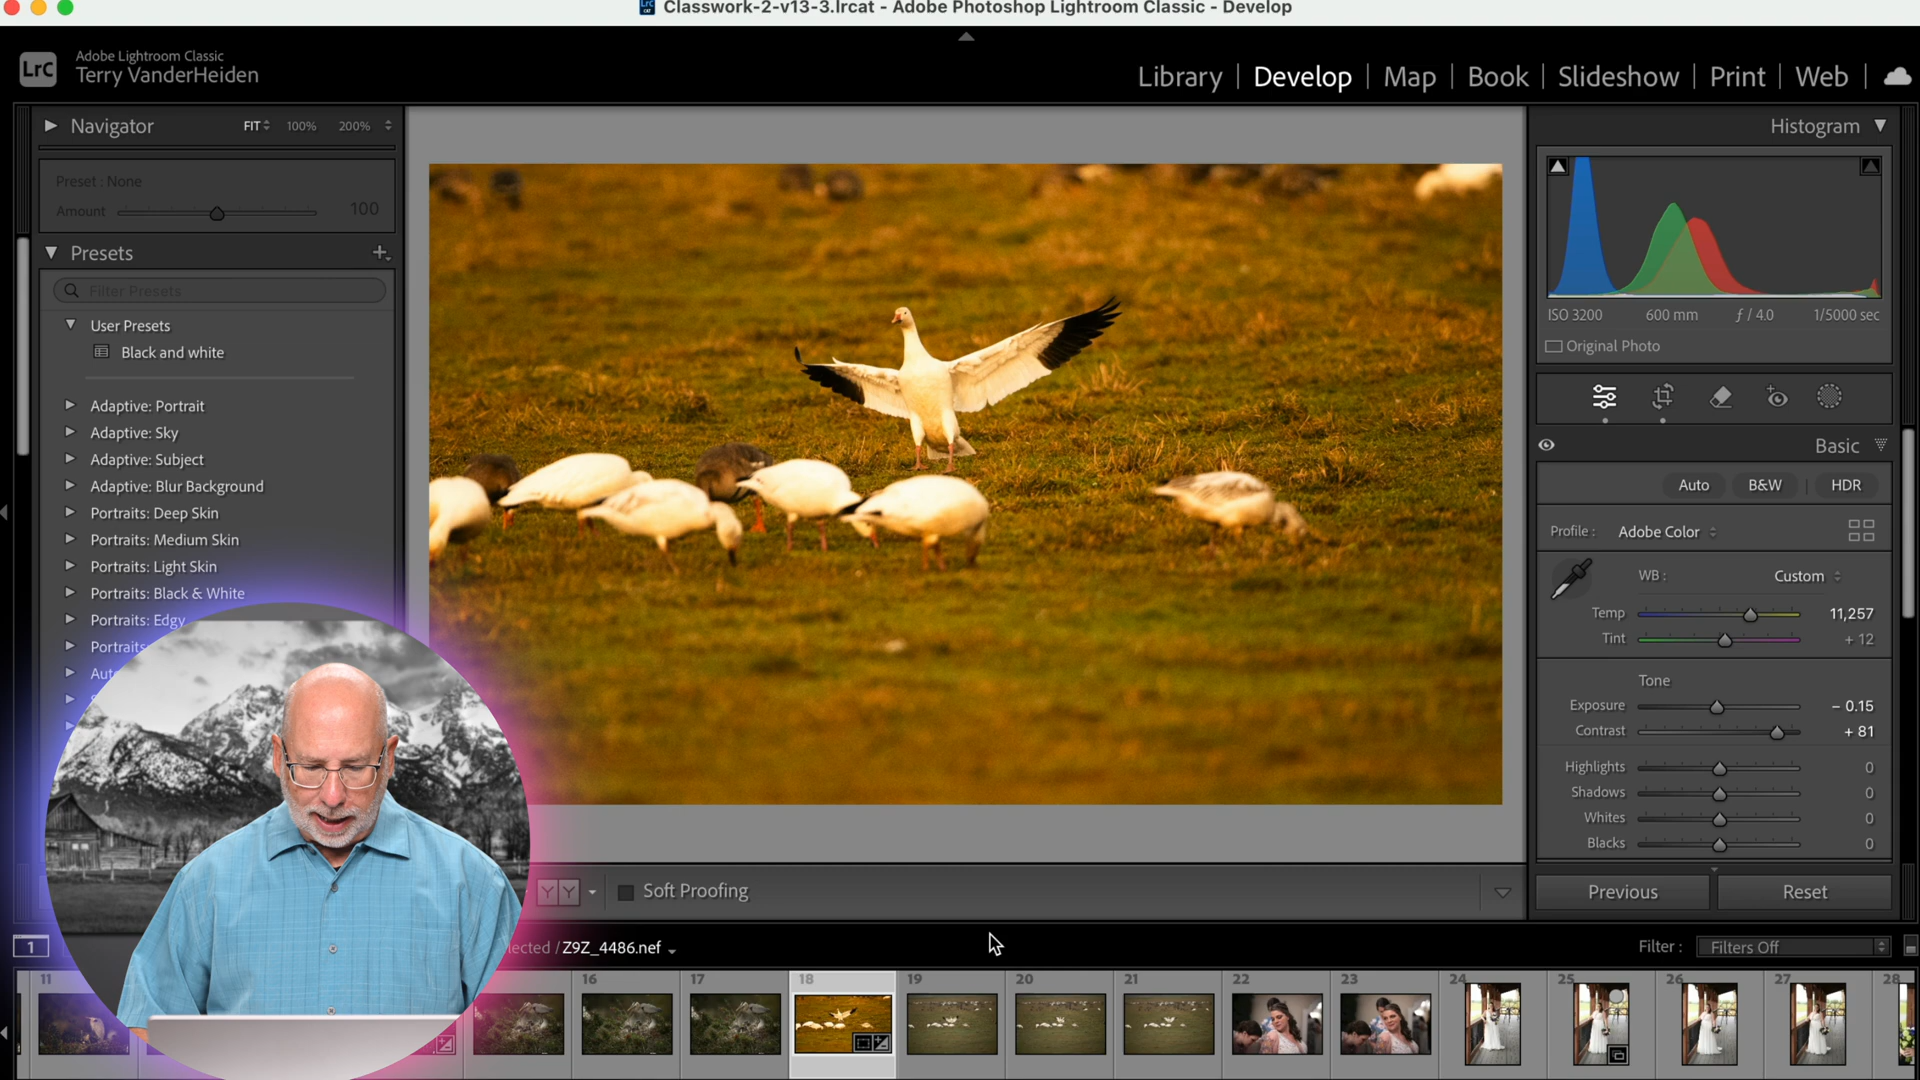 Classwork-2-v13-3.lrcat - Adobe Photoshop Lightroom Classic - Develop
LrC
Adobe Lightroom Classic
Terry VanderHeiden
Library | Develop | Map | Book | Slideshow | Print | Web
Navigator FIT 100% 200%
Histogram
Preset : None
Amount 100
Presets
Filter Presets
User Presets
Black and white
Adaptive: Portrait
Adaptive: Sky
Adaptive: Subject
Adaptive: Blur Background
Portraits: Deep Skin
Portraits: Medium Skin
Portraits: Light Skin
Portraits: Black & White
Portraits: Edgy
Portraits
ISO 3200 600 mm ƒ / 4.0 1/5000 sec
Original Photo
Basic
Auto B&W | HDR
Profile : Adobe Color
WB : Custom
Temp 11,257
Tint + 12
Tone
Exposure – 0.15
Contrast + 81
Highlights 0
Shadows 0
Whites 0
Blacks 0
YY Soft Proofing
Previous Reset
1
lected / Z9Z_4486.nef
Filter : Filters Off
11 16 17 18 19 20 21 22 23 24 25 26 27 28